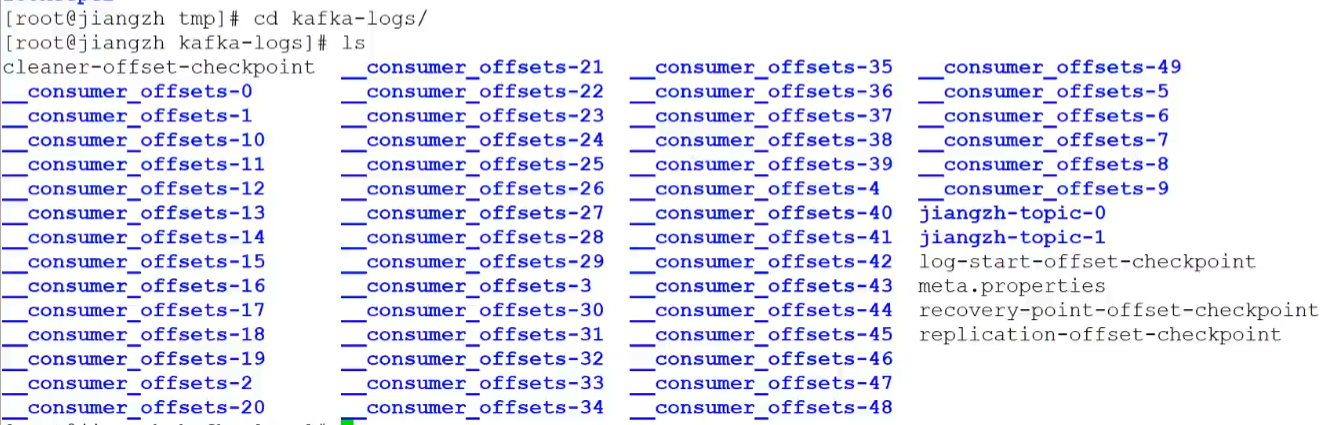 [root@jiangzh tmp]# cd kafka-logs/
[root@jiangzh kafka-logs]# ls
cleaner-offset-checkpoint  __consumer_offsets-21  __consumer_offsets-35  __consumer_offsets-49
__consumer_offsets-0       __consumer_offsets-22  __consumer_offsets-36  __consumer_offsets-5
__consumer_offsets-1       __consumer_offsets-23  __consumer_offsets-37  __consumer_offsets-6
__consumer_offsets-10      __consumer_offsets-24  __consumer_offsets-38  __consumer_offsets-7
__consumer_offsets-11      __consumer_offsets-25  __consumer_offsets-39  __consumer_offsets-8
__consumer_offsets-12      __consumer_offsets-26  __consumer_offsets-4   __consumer_offsets-9
__consumer_offsets-13      __consumer_offsets-27  __consumer_offsets-40  jiangzh-topic-0
__consumer_offsets-14      __consumer_offsets-28  __consumer_offsets-41  jiangzh-topic-1
__consumer_offsets-15      __consumer_offsets-29  __consumer_offsets-42  log-start-offset-checkpoint
__consumer_offsets-16      __consumer_offsets-3   __consumer_offsets-43  meta.properties
__consumer_offsets-17      __consumer_offsets-30  __consumer_offsets-44  recovery-point-offset-checkpoint
__consumer_offsets-18      __consumer_offsets-31  __consumer_offsets-45  replication-offset-checkpoint
__consumer_offsets-19      __consumer_offsets-32  __consumer_offsets-46
__consumer_offsets-2       __consumer_offsets-33  __consumer_offsets-47
__consumer_offsets-20      __consumer_offsets-34  __consumer_offsets-48